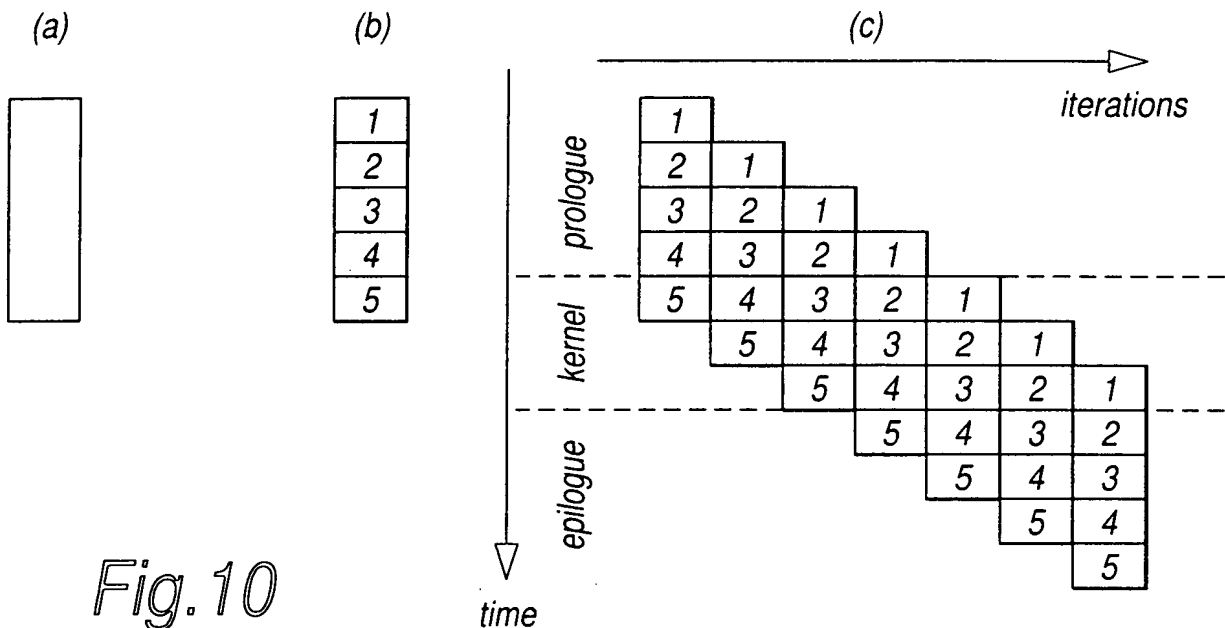 (a)
(b)
(c)
iterations
1
2
3
4
5
prologue
kernel
epilogue
time
1
2 1
3 2 1
4 3 2 1
5 4 3 2 1
5 4 3 2 1
5 4 3 2 1
5 4 3 2
5 4 3
5 4
5
Fig.10